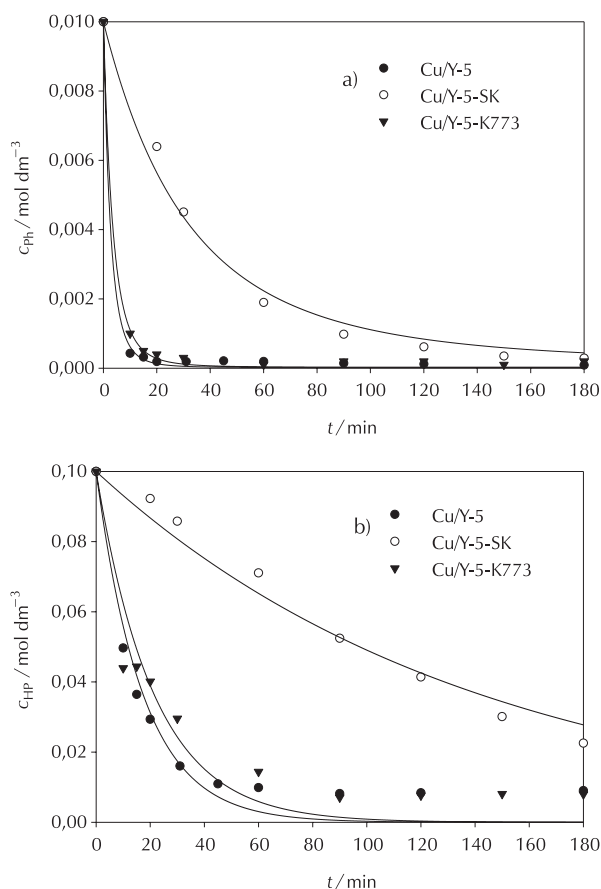 0,010
0,008
0,006
0,004
0,002
0,000
c_Ph / mol dm⁻³
a)
Cu/Y-5
Cu/Y-5-SK
Cu/Y-5-K773
0 20 40 60 80 100 120 140 160 180
t / min
0,10
0,08
0,06
0,04
0,02
0,00
c_HP / mol dm⁻³
b)
Cu/Y-5
Cu/Y-5-SK
Cu/Y-5-K773
0 20 40 60 80 100 120 140 160 180
t / min